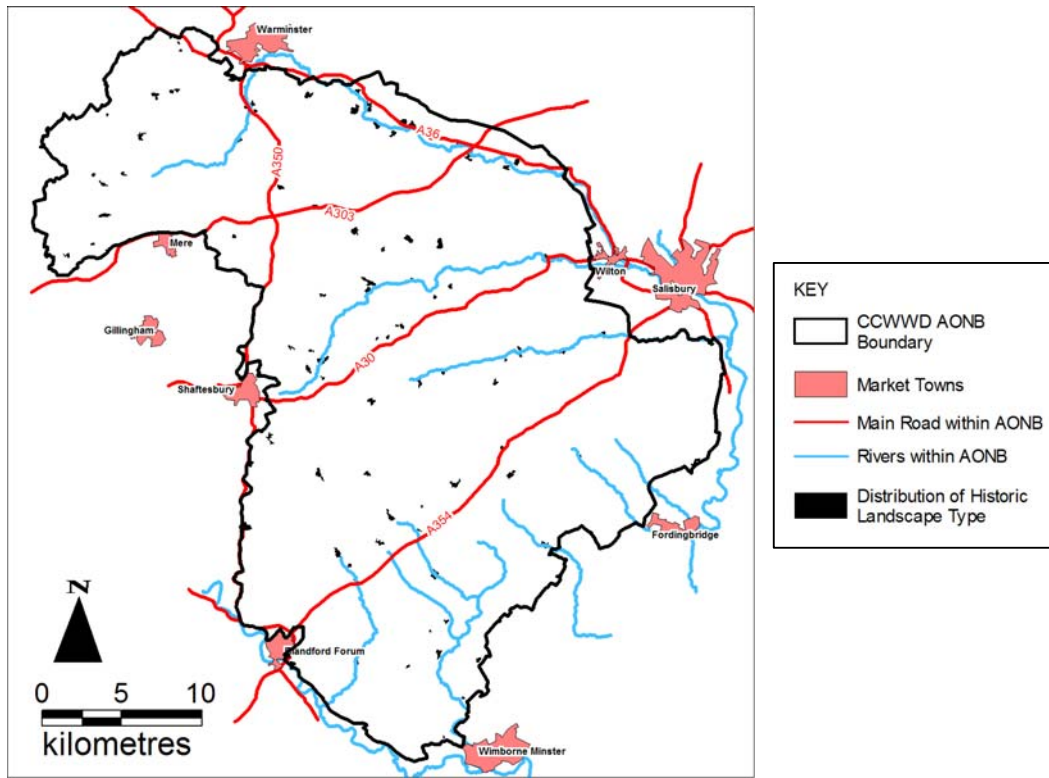 Warminster
A36
A350
A303
Mere
Wilton
Salisbury
Gillingham
A30
Shaftesbury
A354
Fordingbridge
N
Blandford Forum
0 5 10
kilometres
Wimborne Minster
KEY
CCWWD AONB
Boundary
Market Towns
Main Road within AONB
Rivers within AONB
Distribution of Historic
Landscape Type